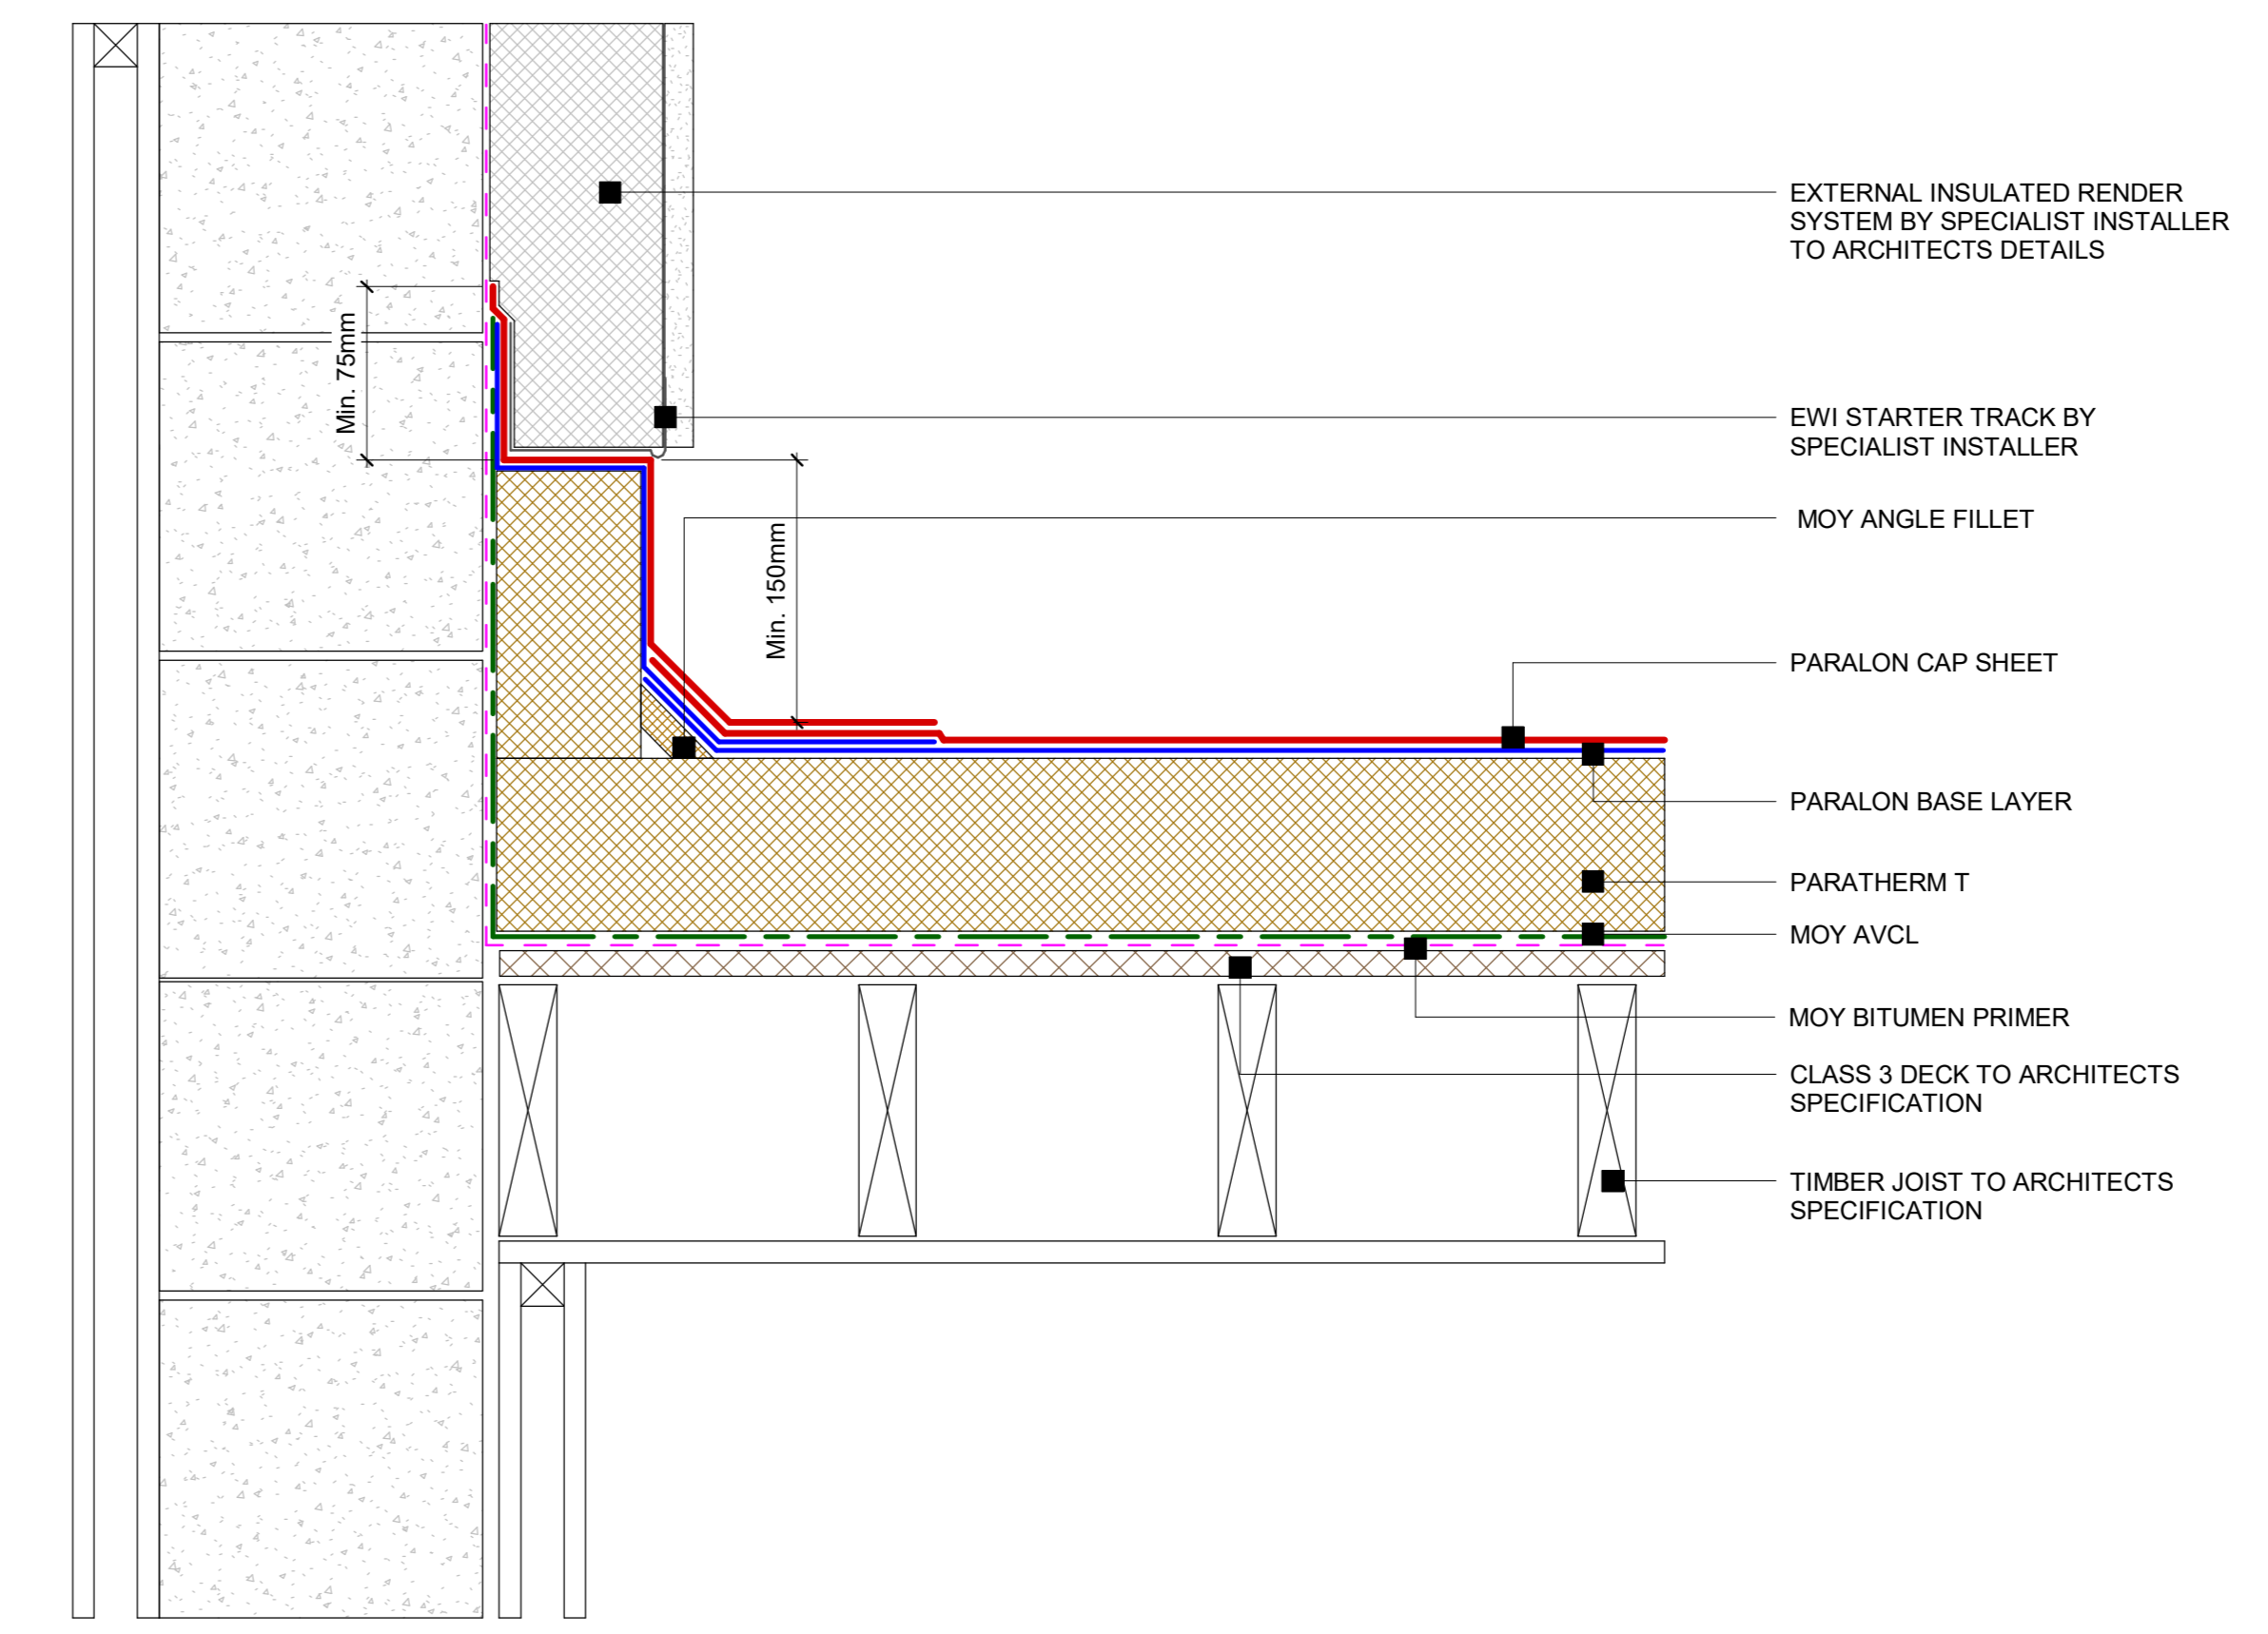 EXTERNAL INSULATED RENDER
SYSTEM BY SPECIALIST INSTALLER
TO ARCHITECTS DETAILS
Min. 75mm
EWI STARTER TRACK BY
SPECIALIST INSTALLER
MOY ANGLE FILLET
Min. 150mm
PARALON CAP SHEET
PARALON BASE LAYER
PARATHERM T
MOY AVCL
MOY BITUMEN PRIMER
CLASS 3 DECK TO ARCHITECTS
SPECIFICATION
TIMBER JOIST TO ARCHITECTS
SPECIFICATION